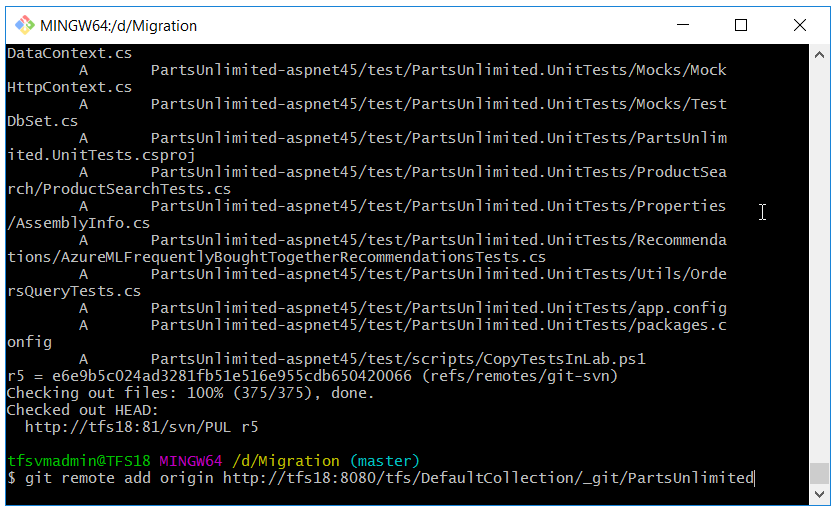 MINGW64:/d/Migration
DataContext.cs
A PartsUnlimited-aspnet45/test/PartsUnlimited.UnitTests/Mocks/Mock
HttpContext.cs
A PartsUnlimited-aspnet45/test/PartsUnlimited.UnitTests/Mocks/Test
DbSet.cs
A PartsUnlimited-aspnet45/test/PartsUnlimited.UnitTests/PartsUnlim
ited.UnitTests.csproj
A PartsUnlimited-aspnet45/test/PartsUnlimited.UnitTests/ProductSea
rch/ProductSearchTests.cs
A PartsUnlimited-aspnet45/test/PartsUnlimited.UnitTests/Properties
/AssemblyInfo.cs
A PartsUnlimited-aspnet45/test/PartsUnlimited.UnitTests/Recommenda
tions/AzureMLFrequentlyBoughtTogetherRecommendationsTests.cs
A PartsUnlimited-aspnet45/test/PartsUnlimited.UnitTests/Utils/Orde
rsQueryTests.cs
A PartsUnlimited-aspnet45/test/PartsUnlimited.UnitTests/app.config
A PartsUnlimited-aspnet45/test/PartsUnlimited.UnitTests/packages.c
onfig
A PartsUnlimited-aspnet45/test/scripts/CopyTestsInLab.ps1
r5 = e6e9b5c024ad3281fb51e516e955cdb650420066 (refs/remotes/git-svn)
Checking out files: 100% (375/375), done.
Checked out HEAD:
http://tfs18:81/svn/PUL r5
tfsvmadmin@TFS18 MINGW64 /d/Migration (master)
$ git remote add origin http://tfs18:8080/tfs/DefaultCollection/_git/PartsUnlimited